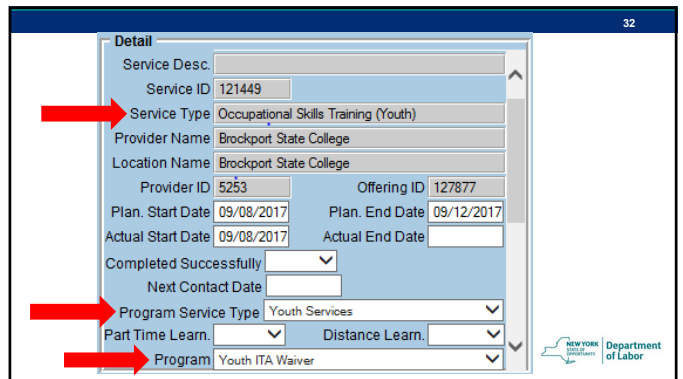 32
Detail
Service Desc.
Service ID 121449
Service Type Occupational Skills Training (Youth)
Provider Name Brockport State College
Location Name Brockport State College
Provider ID 5253 Offering ID 127877
Plan. Start Date 09/08/2017 Plan. End Date 09/12/2017
Actual Start Date 09/08/2017 Actual End Date
Completed Successfully
Next Contact Date
Program Service Type Youth Services
Part Time Learn. Distance Learn.
Program Youth ITA Waiver
NEW YORK
STATE OF
OPPORTUNITY
Department
of Labor